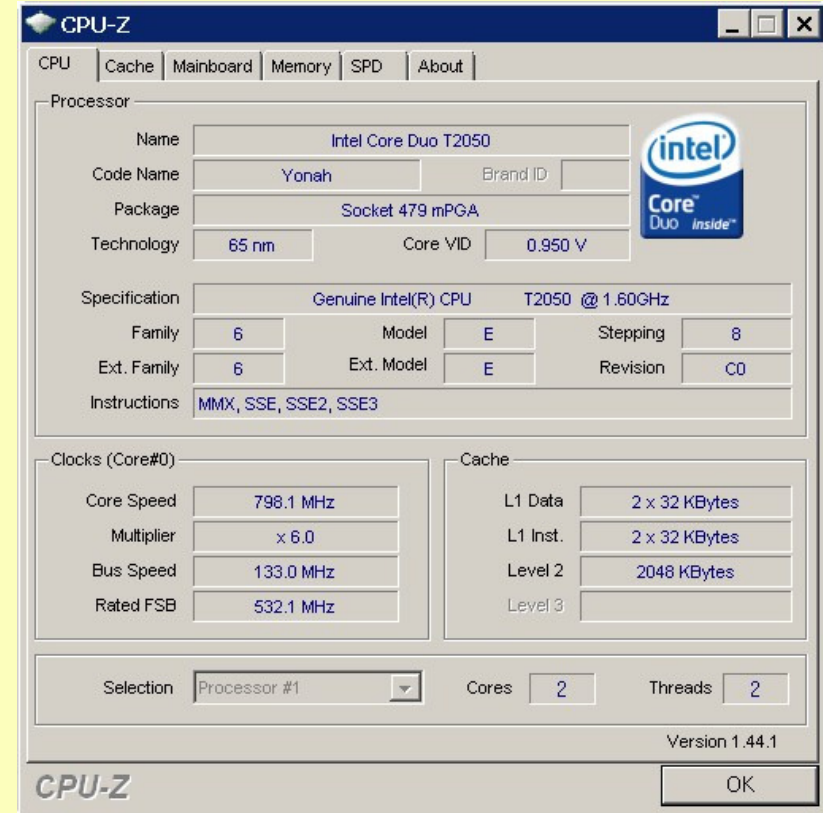 CPU-Z
CPU Cache Mainboard Memory SPD About
Processor
Name Intel Core Duo T2050
Code Name Yonah Brand ID
Package Socket 479 mPGA
Technology 65 nm Core VID 0.950 V
intel
Core™
Duo inside™
Specification Genuine Intel(R) CPU T2050 @ 1.60GHz
Family 6 Model E Stepping 8
Ext. Family 6 Ext. Model E Revision C0
Instructions MMX, SSE, SSE2, SSE3
Clocks (Core#0)
Core Speed 798.1 MHz
Multiplier x 6.0
Bus Speed 133.0 MHz
Rated FSB 532.1 MHz
Cache
L1 Data 2 x 32 KBytes
L1 Inst. 2 x 32 KBytes
Level 2 2048 KBytes
Level 3
Selection Processor #1 Cores 2 Threads 2
Version 1.44.1
CPU-Z OK